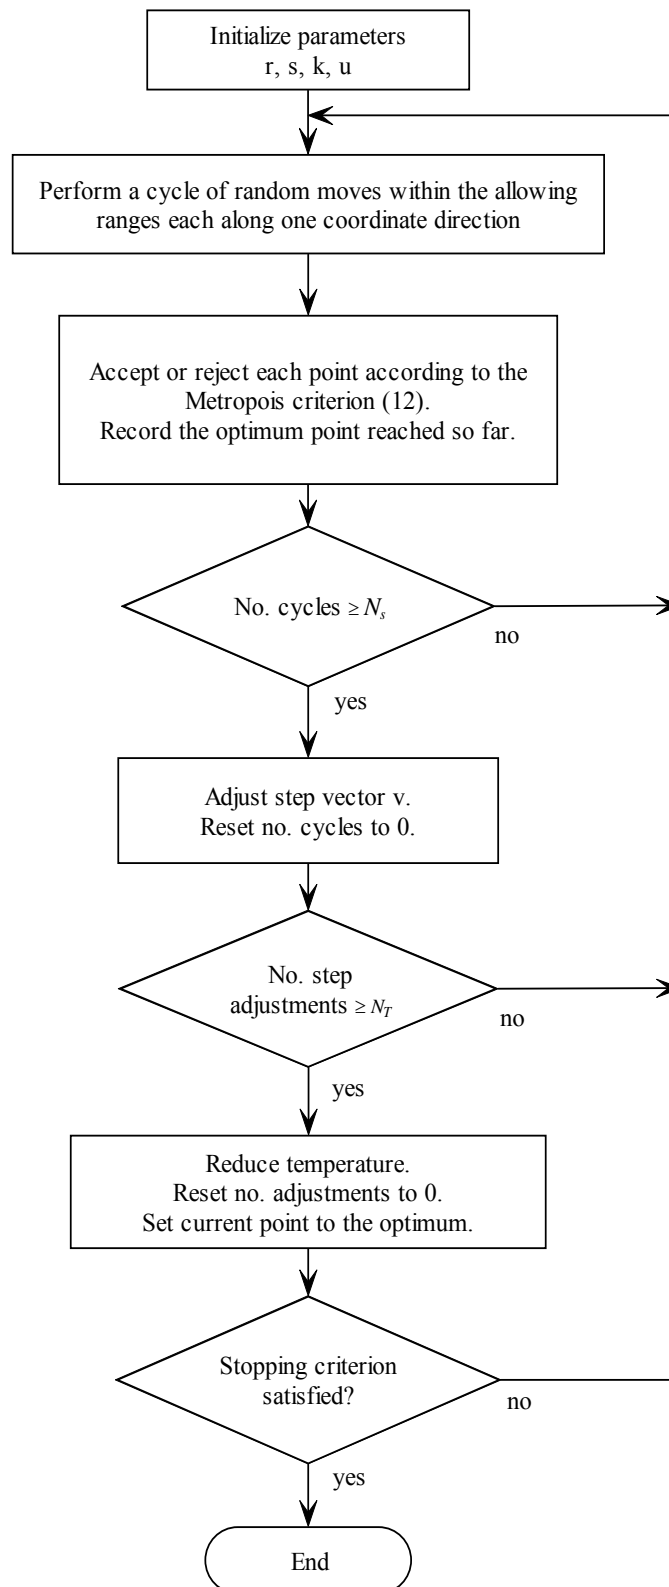 Initialize parameters
r, s, k, u
Perform a cycle of random moves within the allowing
ranges each along one coordinate direction
Accept or reject each point according to the
Metropois criterion (12).
Record the optimum point reached so far.
No. cycles ≥ N_s
no
yes
Adjust step vector v.
Reset no. cycles to 0.
No. step
adjustments ≥ N_T
no
yes
Reduce temperature.
Reset no. adjustments to 0.
Set current point to the optimum.
Stopping criterion
satisfied?
no
yes
End